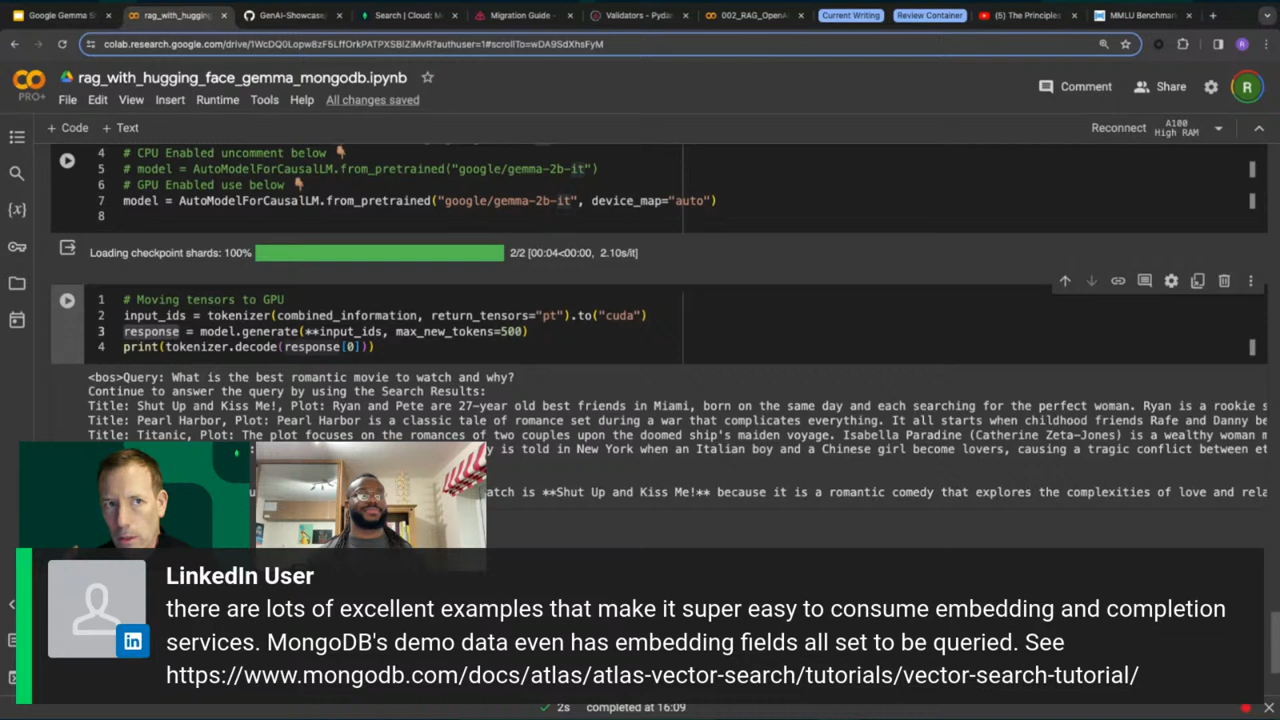 Google Gemma S
rag_with_hugging
GenAI-Showcase
Search | Cloud: M
Migration Guide -
Validators - Pydan
002_RAG_OpenA
Current Writing
Review Container
(5) The Principles
MMLU Benchmar
colab.research.google.com/drive/1WcDQ0Lopw8zF5LffOrkPATPXSBIZiMvR?authuser=1#scrollTo=wDA9SdXhsFyM
PRO+
rag_with_hugging_face_gemma_mongodb.ipynb
Comment
Share
R
File Edit View Insert Runtime Tools Help All changes saved
+ Code + Text
Reconnect
A100
High RAM
4 # CPU Enabled uncomment below 👇🏽
5 # model = AutoModelForCausalLM.from_pretrained("google/gemma-2b-it")
6 # GPU Enabled use below 👇🏽
7 model = AutoModelForCausalLM.from_pretrained("google/gemma-2b-it", device_map="auto")
8
Loading checkpoint shards: 100% 2/2 [00:04<00:00, 2.10s/it]
1 # Moving tensors to GPU
2 input_ids = tokenizer(combined_information, return_tensors="pt").to("cuda")
3 response = model.generate(**input_ids, max_new_tokens=500)
4 print(tokenizer.decode(response[0]))
<bos>Query: What is the best romantic movie to watch and why?
Continue to answer the query by using the Search Results:
Title: Shut Up and Kiss Me!, Plot: Ryan and Pete are 27-year old best friends in Miami, born on the same day and each searching for the perfect woman. Ryan is a rookie s
Title: Pearl Harbor, Plot: Pearl Harbor is a classic tale of romance set during a war that complicates everything. It all starts when childhood friends Rafe and Danny be
Title: Titanic, Plot: The plot focuses on the romances of two couples upon the doomed ship's maiden voyage. Isabella Paradine (Catherine Zeta-Jones) is a wealthy woman m
y is told in New York when an Italian boy and a Chinese girl become lovers, causing a tragic conflict between et
atch is **Shut Up and Kiss Me!** because it is a romantic comedy that explores the complexities of love and rela
LinkedIn User
there are lots of excellent examples that make it super easy to consume embedding and completion
services. MongoDB's demo data even has embedding fields all set to be queried. See
https://www.mongodb.com/docs/atlas/atlas-vector-search/tutorials/vector-search-tutorial/
in
2s completed at 16:09